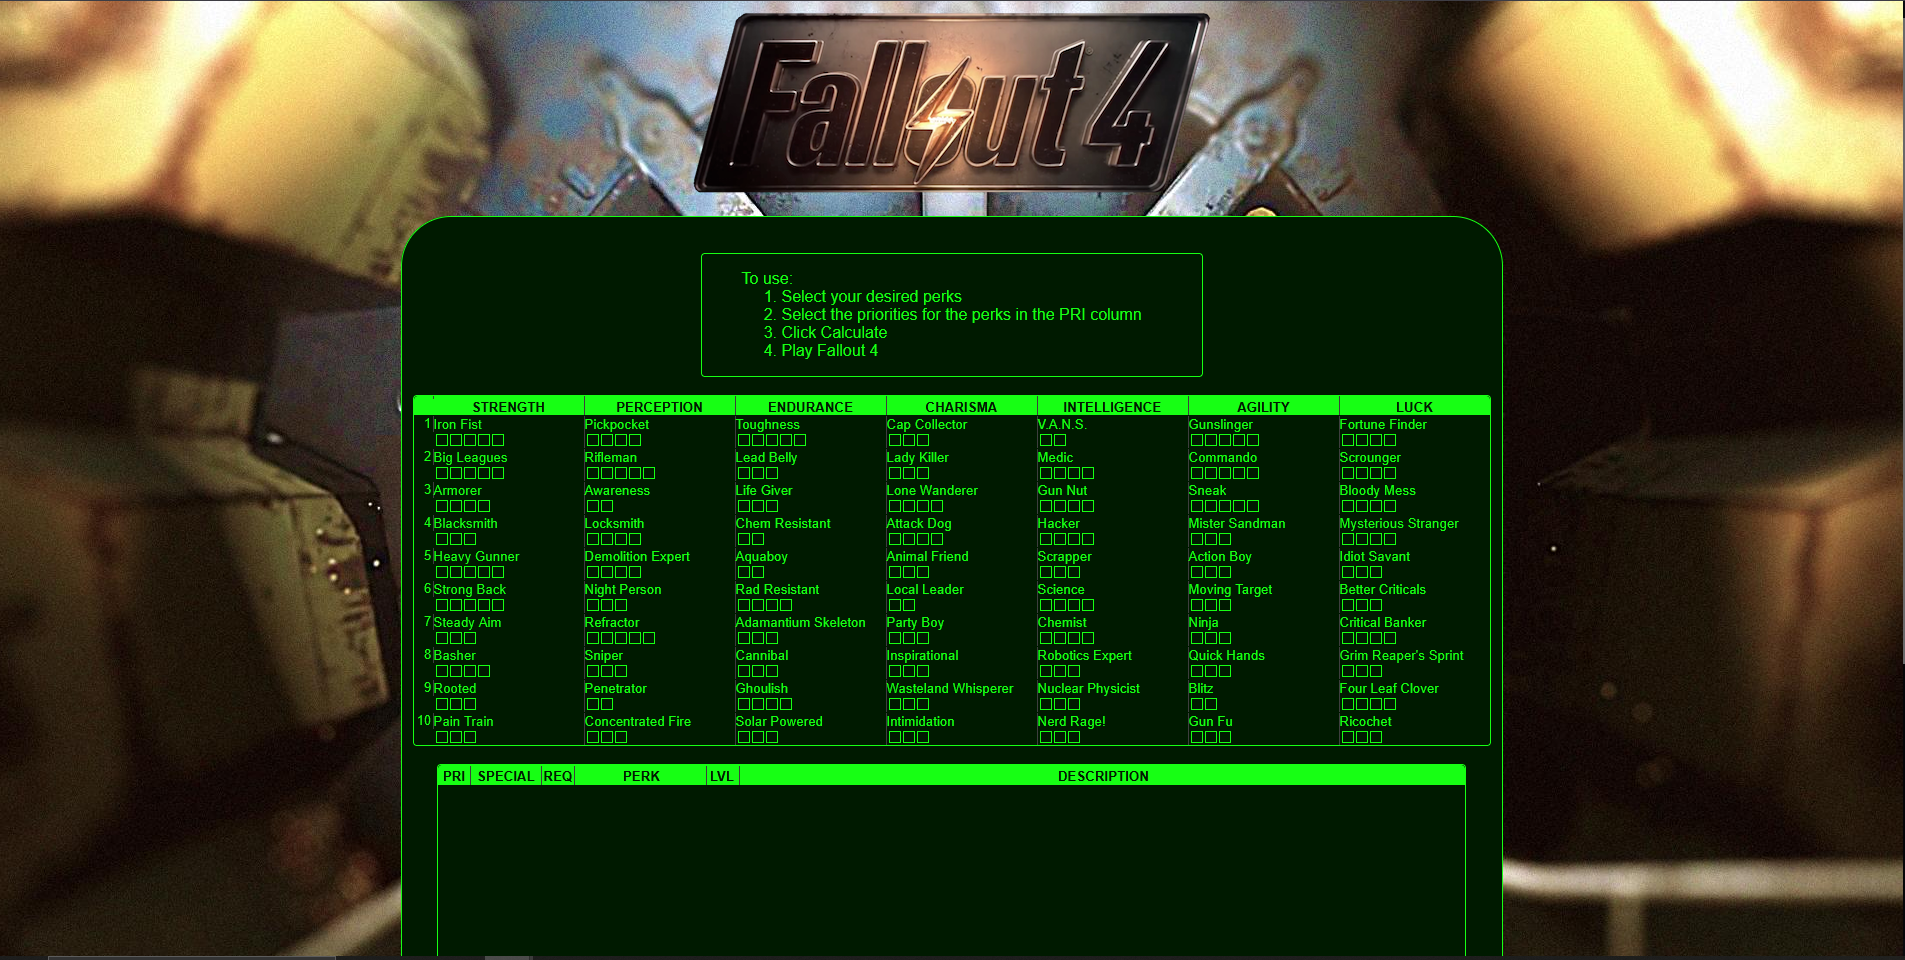 Fallout 4
To use:
1. Select your desired perks
2. Select the priorities for the perks in the PRI column
3. Click Calculate
4. Play Fallout 4
STRENGTH PERCEPTION ENDURANCE CHARISMA INTELLIGENCE AGILITY LUCK
1 Iron Fist Pickpocket Toughness Cap Collector V.A.N.S. Gunslinger Fortune Finder
2 Big Leagues Rifleman Lead Belly Lady Killer Medic Commando Scrounger
3 Armorer Awareness Life Giver Lone Wanderer Gun Nut Sneak Bloody Mess
4 Blacksmith Locksmith Chem Resistant Attack Dog Hacker Mister Sandman Mysterious Stranger
5 Heavy Gunner Demolition Expert Aquaboy Animal Friend Scrapper Action Boy Idiot Savant
6 Strong Back Night Person Rad Resistant Local Leader Science Moving Target Better Criticals
7 Steady Aim Refractor Adamantium Skeleton Party Boy Chemist Ninja Critical Banker
8 Basher Sniper Cannibal Inspirational Robotics Expert Quick Hands Grim Reaper's Sprint
9 Rooted Penetrator Ghoulish Wasteland Whisperer Nuclear Physicist Blitz Four Leaf Clover
10 Pain Train Concentrated Fire Solar Powered Intimidation Nerd Rage! Gun Fu Ricochet
PRI SPECIAL REQ PERK LVL DESCRIPTION